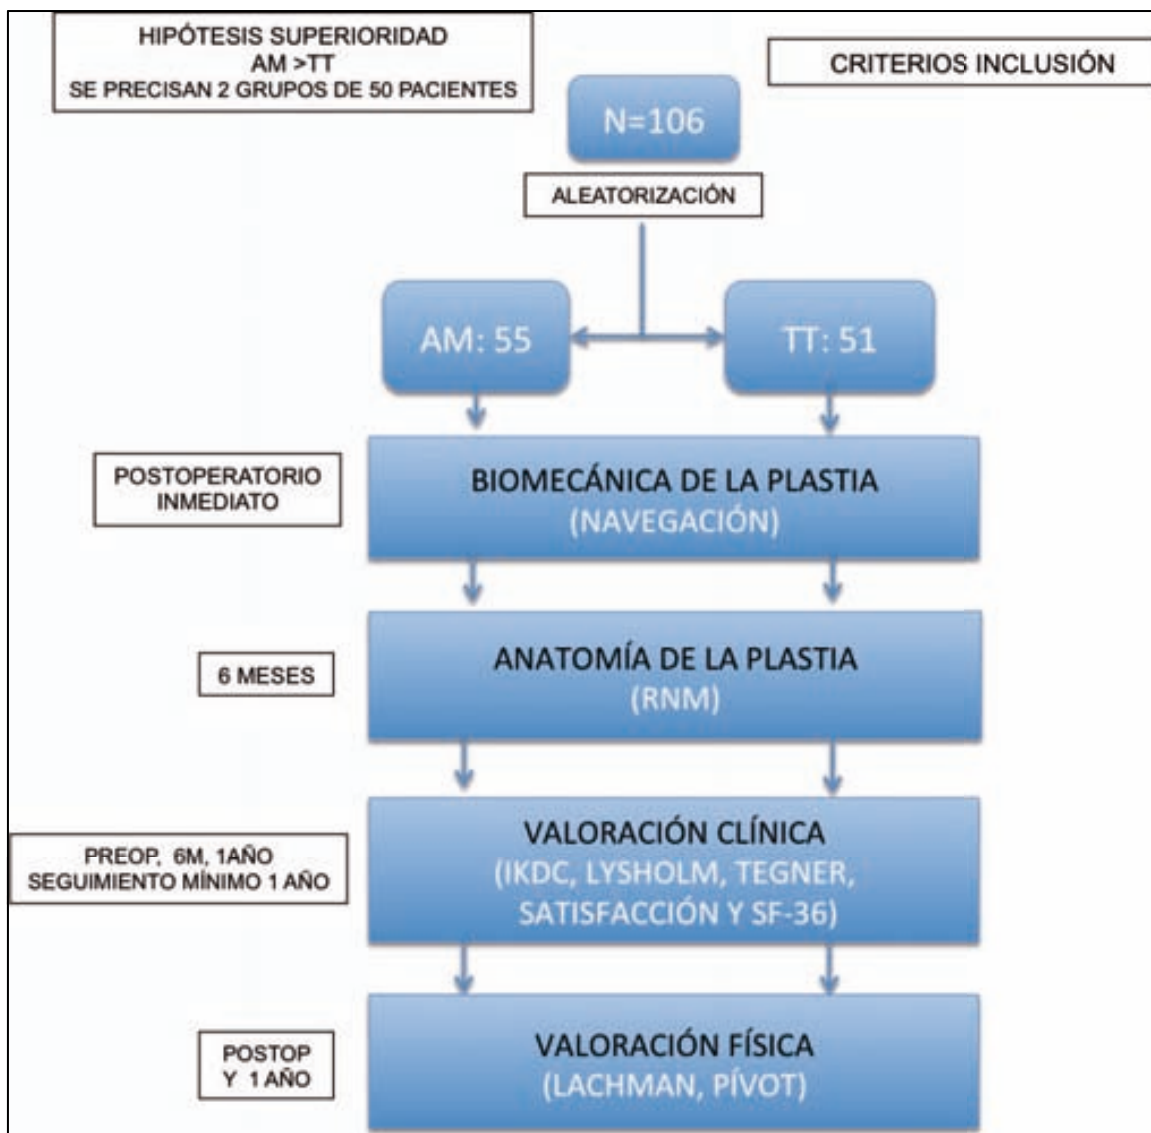 HIPÓTESIS SUPERIORIDAD
AM >TT
SE PRECISAN 2 GRUPOS DE 50 PACIENTES
CRITERIOS INCLUSIÓN
N=106
ALEATORIZACIÓN
AM: 55
TT: 51
POSTOPERATORIO
INMEDIATO
BIOMECÁNICA DE LA PLASTIA
(NAVEGACIÓN)
6 MESES
ANATOMÍA DE LA PLASTIA
(RNM)
PREOP, 6M, 1AÑO
SEGUIMIENTO MÍNIMO 1 AÑO
VALORACIÓN CLÍNICA
(IKDC, LYSHOLM, TEGNER,
SATISFACCIÓN Y SF-36)
POSTOP
Y 1 AÑO
VALORACIÓN FÍSICA
(LACHMAN, PÍVOT)